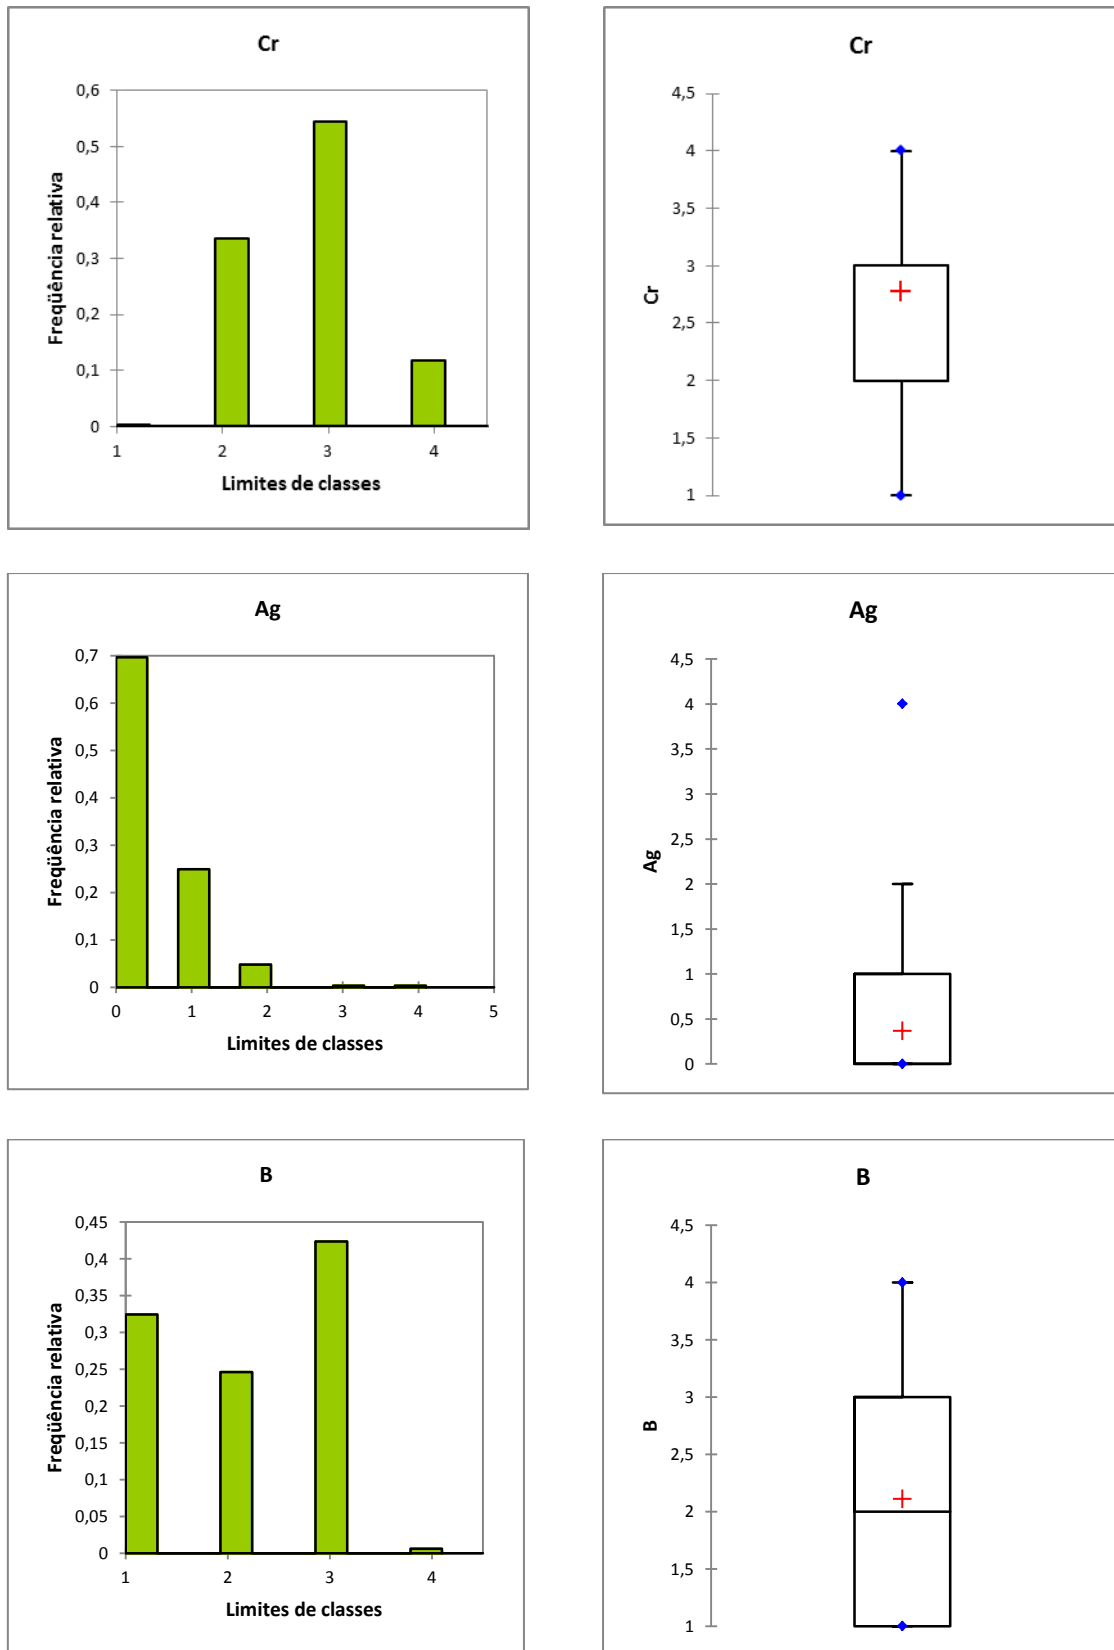 Cr
0,6
0,5
0,4
0,3
0,2
0,1
0
1 2 3 4
Freqüência relativa
Limites de classes
Cr
4,5
4
3,5
3
2,5
2
1,5
1
Cr
Ag
0,7
0,6
0,5
0,4
0,3
0,2
0,1
0
0 1 2 3 4 5
Freqüência relativa
Limites de classes
Ag
4,5
4
3,5
3
2,5
2
1,5
1
0,5
0
Ag
B
0,45
0,4
0,35
0,3
0,25
0,2
0,15
0,1
0,05
0
1 2 3 4
Freqüência relativa
Limites de classes
B
4,5
4
3,5
3
2,5
2
1,5
1
B